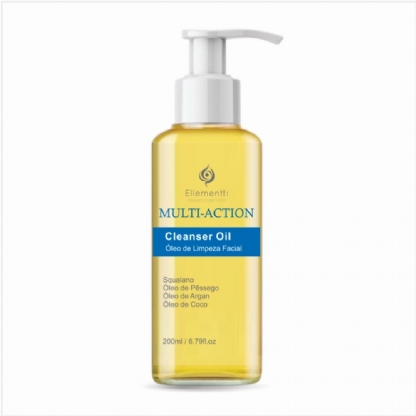 Ellementti
MULTI-ACTION
Cleanser Oil
Óleo de Limpeza Facial
Squalano
Óleo de Pêssego
Óleo de Argan
Óleo de Coco
200ml / 6.79fl.oz